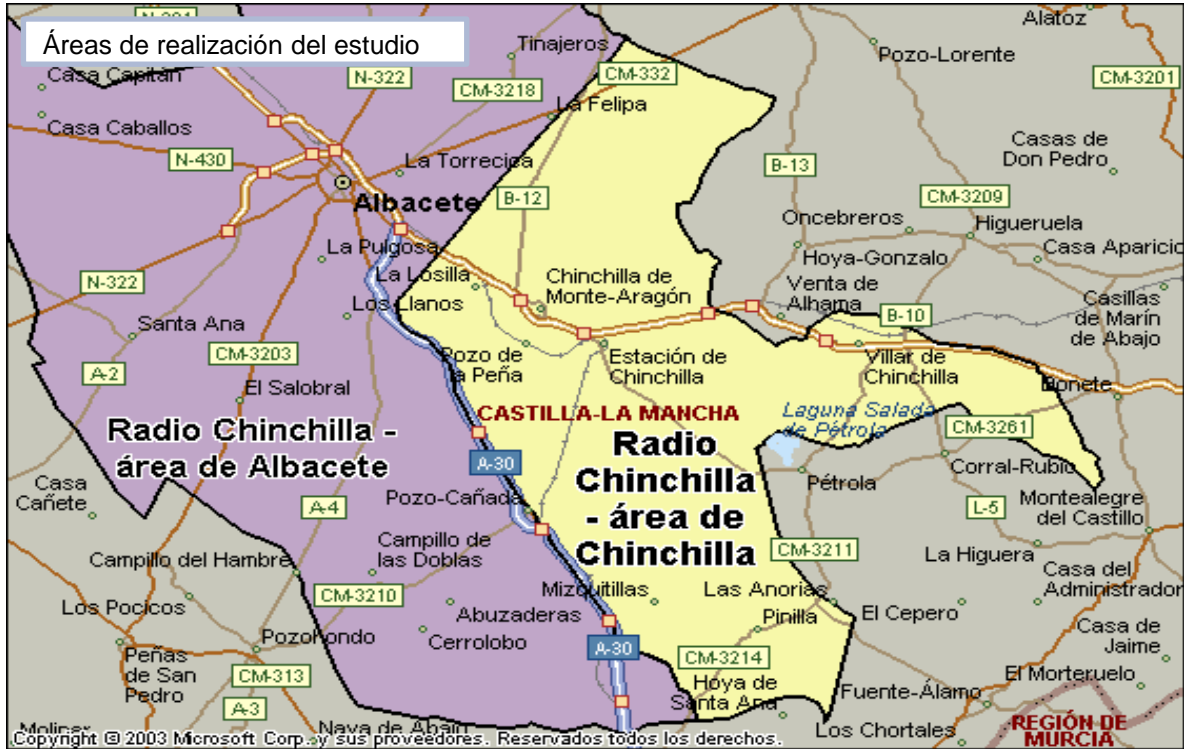 Áreas de realización del estudio
N-322
CM-3218
Tinajeros
CM-332
Alatoz
Pozo-Lorente
CM-3201
Casa Capitán
La Felipa
Casa Caballos
N-430
Casas de
Don Pedro
B-13
CM-3209
Albacete
B-12
Oncebreros
Higueruela
La Pulgosa
Hoya-Gonzalo
Casa Aparicio
La Losilla
Chinchilla de
Monte-Aragón
Venta de
Alhama
N-322
Los Llanos
B-10
Casillas
de Marín
de Abajo
Santa Ana
CM-3203
Pozo de
la Peña
Estación de
Chinchilla
Villar de
Chinchilla
A-2
El Salobral
Bonete
CASTILLA-LA MANCHA
Laguna Salada
de Pétrola
CM-3261
Radio Chinchilla -
área de Albacete
Radio
Chinchilla
- área de
Chinchilla
A-30
Corral-Rubio
Pétrola
Casa
Cañete
Pozo-Cañada
A-4
L-5
Montealegre
del Castillo
Campillo de
las Doblas
CM-3211
La Higuera
Campillo del Hambre
Casa del
Administrador
CM-3210
Mizquitillas
Las Anorias
Los Pocicos
Abuzaderas
Pinilla
El Cepero
Pozohondo
Cerrolobo
A-30
Casa de
Jaime
Peñas
de San
Pedro
CM-313
CM-3214
El Morteruelo
A-3
Hoya de
Santa Ana
Fuente-Álamo
Los Chortales
REGIÓN DE
MURCIA
Copyright © 2003 Microsoft Corp. y sus proveedores. Reservados todos los derechos.